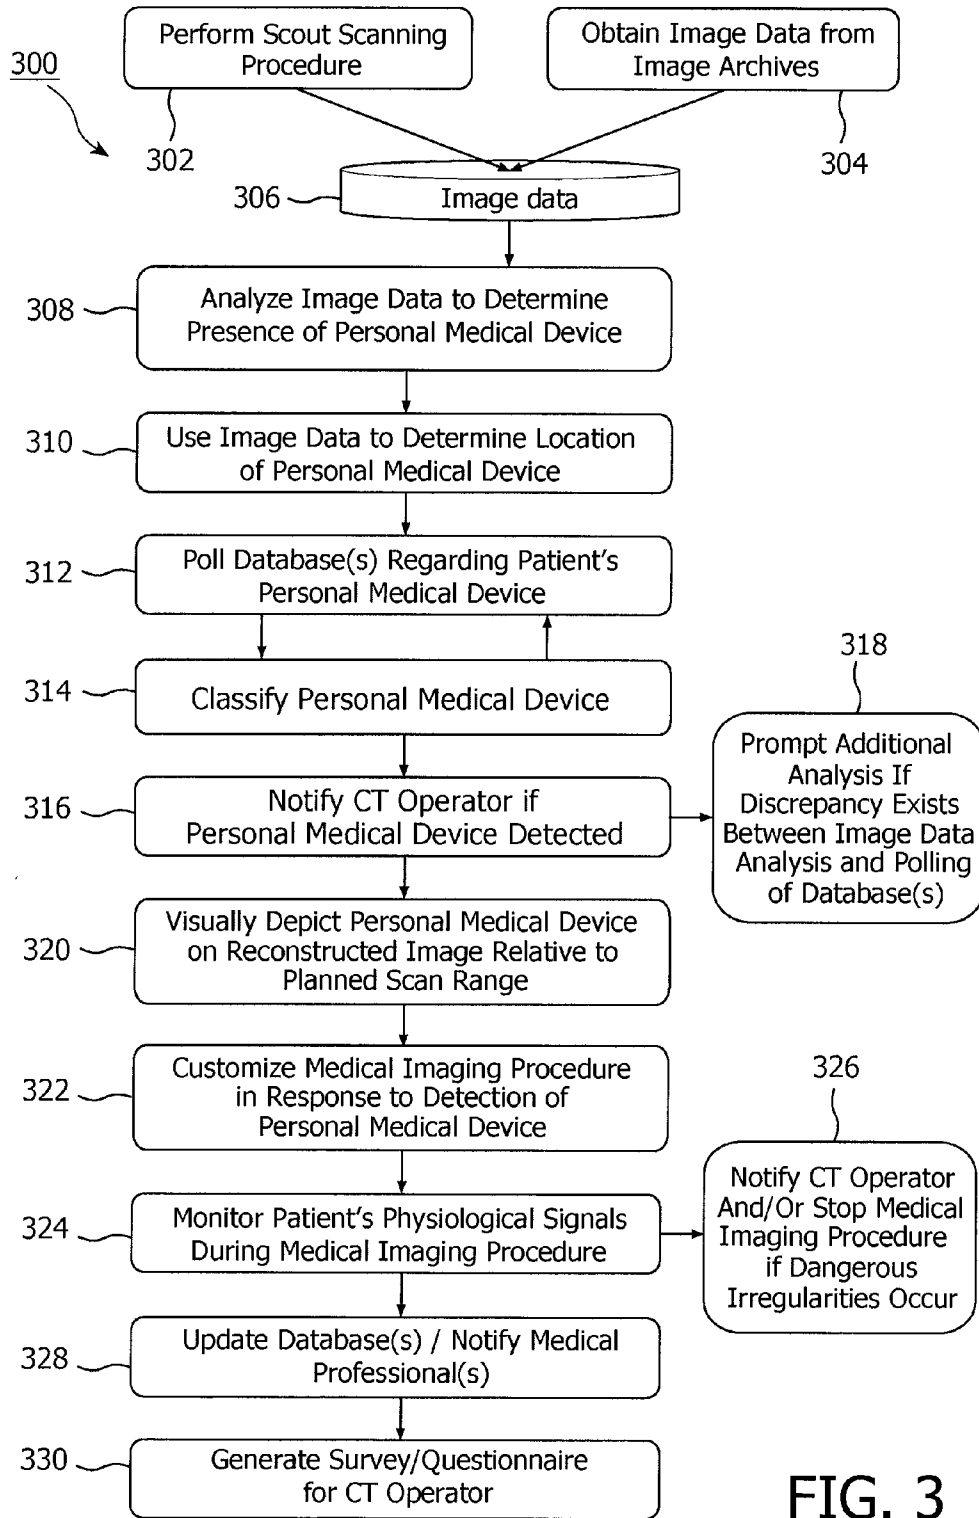 Perform Scout Scanning
Procedure
Obtain Image Data from
Image Archives
300
302
304
306
Image data
308
Analyze Image Data to Determine
Presence of Personal Medical Device
310
Use Image Data to Determine Location
of Personal Medical Device
312
Poll Database(s) Regarding Patient's
Personal Medical Device
314
Classify Personal Medical Device
316
Notify CT Operator if
Personal Medical Device Detected
318
Prompt Additional
Analysis If
Discrepancy Exists
Between Image Data
Analysis and Polling
of Database(s)
320
Visually Depict Personal Medical Device
on Reconstructed Image Relative to
Planned Scan Range
322
Customize Medical Imaging Procedure
in Response to Detection of
Personal Medical Device
324
Monitor Patient's Physiological Signals
During Medical Imaging Procedure
326
Notify CT Operator
And/Or Stop Medical
Imaging Procedure
if Dangerous
Irregularities Occur
328
Update Database(s) / Notify Medical
Professional(s)
330
Generate Survey/Questionnaire
for CT Operator
FIG. 3